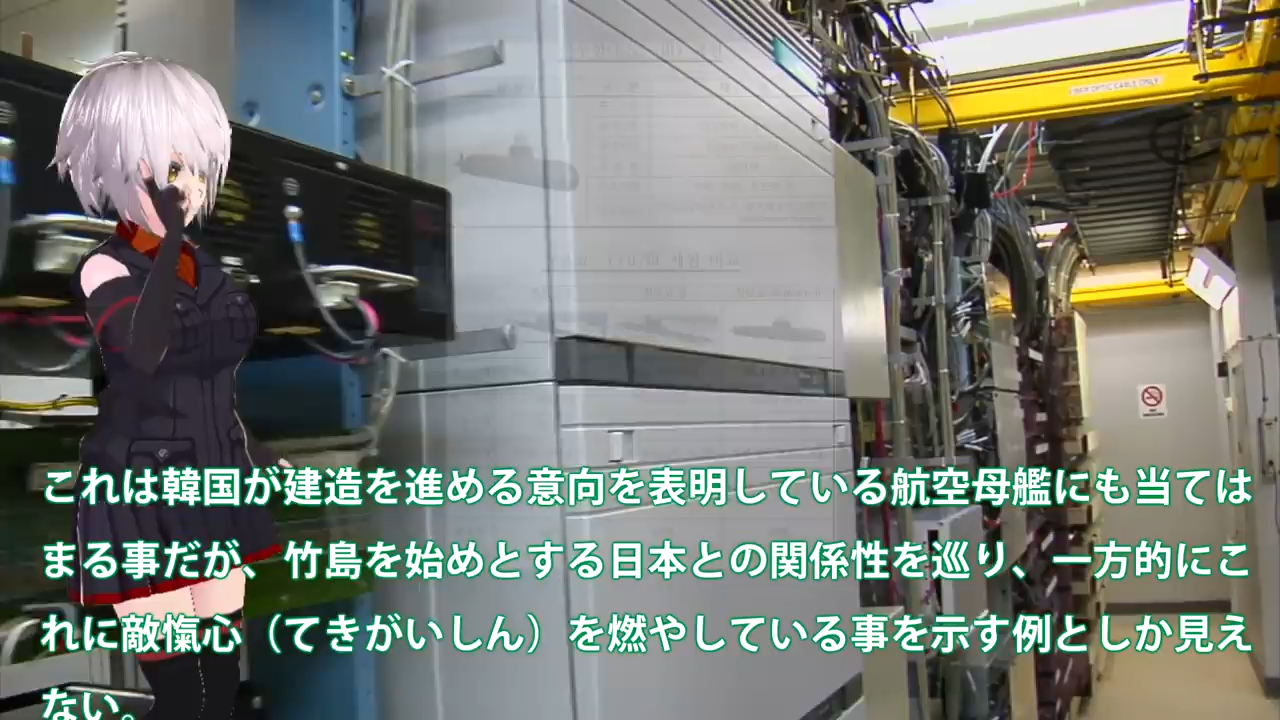 FIBER OPTIC CABLE ONLY
これは韓国が建造を進める意向を表明している航空母艦にも当ては
まる事だが、竹島を始めとする日本との関係性を巡り、一方的にこ
れに敵愾心（てきがいしん）を燃やしている事を示す例としか見え
ない。